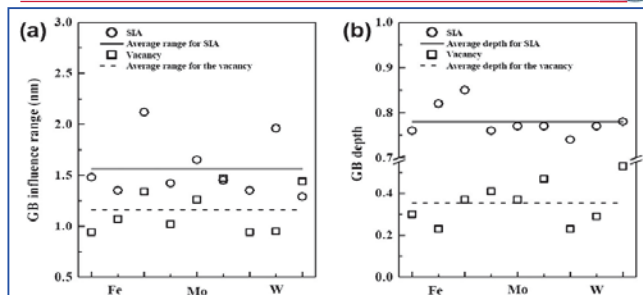 (a)
SIA
Average range for SIA
Vacancy
Average range for the vacancy
GB influence range (nm)
3.0
2.5
2.0
1.5
1.0
0.5
Fe Mo W
(b)
SIA
Average depth for SIA
Vacancy
Average depth for the vacancy
GB depth
1.0
0.9
0.8
0.7
0.6
0.4
0.2
0.0
Fe Mo W